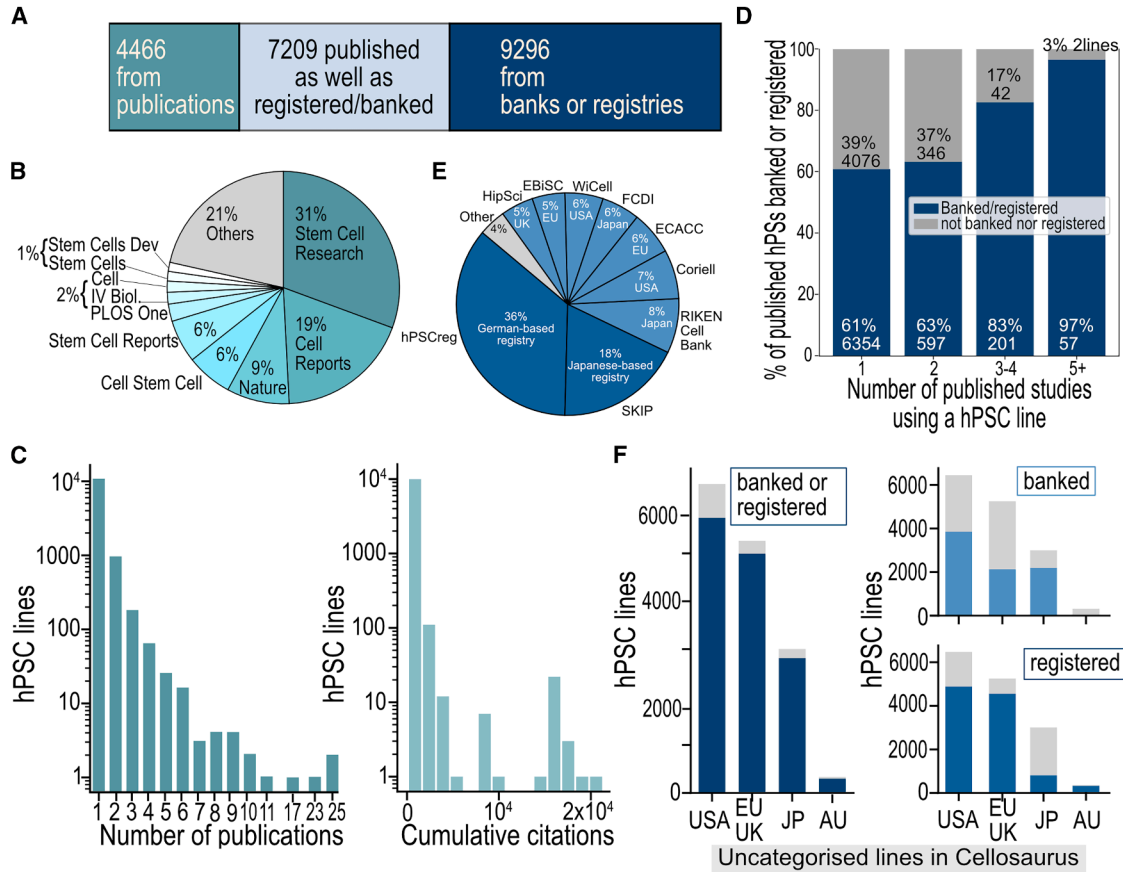 A
4466
from
publications
7209 published
as well as
registered/banked
9296
from
banks or registries
B
21%
Others
31%
Stem Cell
Research
1%{
Stem Cells Dev
Stem Cells
Cell
2%{
IV Biol.
PLOS One
Stem Cell Reports
6%
6%
Cell Stem Cell
9%
Nature
19%
Cell
Reports
E
HipSci
EBiSC
WiCell
FCDI
ECACC
Coriell
RIKEN
Cell
Bank
SKIP
hPSCreg
Other
4%
5%
UK
5%
EU
6%
USA
6%
Japan
6%
EU
7%
USA
8%
Japan
18%
Japanese-based
registry
36%
German-based
registry
D
% of published hPSs banked or registered
100
80
60
40
20
0
39%
4076
37%
346
17%
42
3% 2lines
Banked/registered
not banked nor registered
61%
6354
63%
597
83%
201
97%
57
1
2
3-4
5+
Number of published studies
using a hPSC line
C
hPSC lines
10⁴
1000
100
10
1
1 2 3 4 5 6 7 8 9 10 11 17 23 25
Number of publications
hPSC lines
10⁴
1000
100
10
1
0 10⁴ 2x10⁴
Cumulative citations
F
hPSC lines
banked or
registered
6000
4000
2000
0
USA
EU
UK
JP
AU
hPSC lines
banked
6000
4000
2000
0
registered
6000
4000
2000
0
USA
EU
UK
JP
AU
Uncategorised lines in Cellosaurus